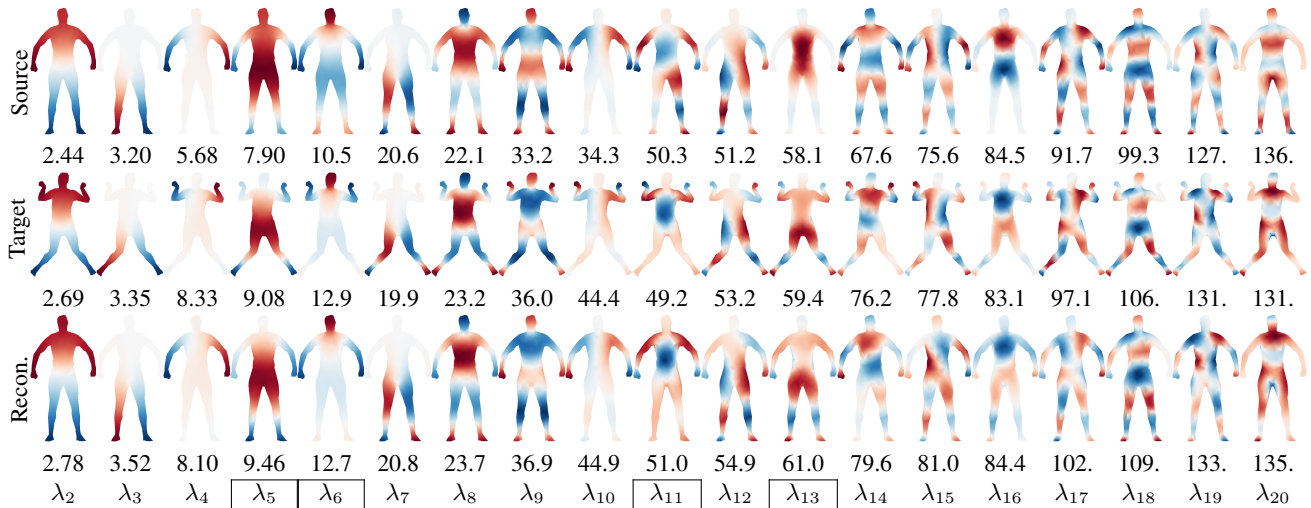 Source
2.44 3.20 5.68 7.90 10.5 20.6 22.1 33.2 34.3 50.3 51.2 58.1 67.6 75.6 84.5 91.7 99.3 127. 136.
Target
2.69 3.35 8.33 9.08 12.9 19.9 23.2 36.0 44.4 49.2 53.2 59.4 76.2 77.8 83.1 97.1 106. 131. 131.
Recon.
2.78 3.52 8.10 9.46 12.7 20.8 23.7 36.9 44.9 51.0 54.9 61.0 79.6 81.0 84.4 102. 109. 133. 135.
λ₂ λ₃ λ₄ λ₅ λ₆ λ₇ λ₈ λ₉ λ₁₀ λ₁₁ λ₁₂ λ₁₃ λ₁₄ λ₁₅ λ₁₆ λ₁₇ λ₁₈ λ₁₉ λ₂₀